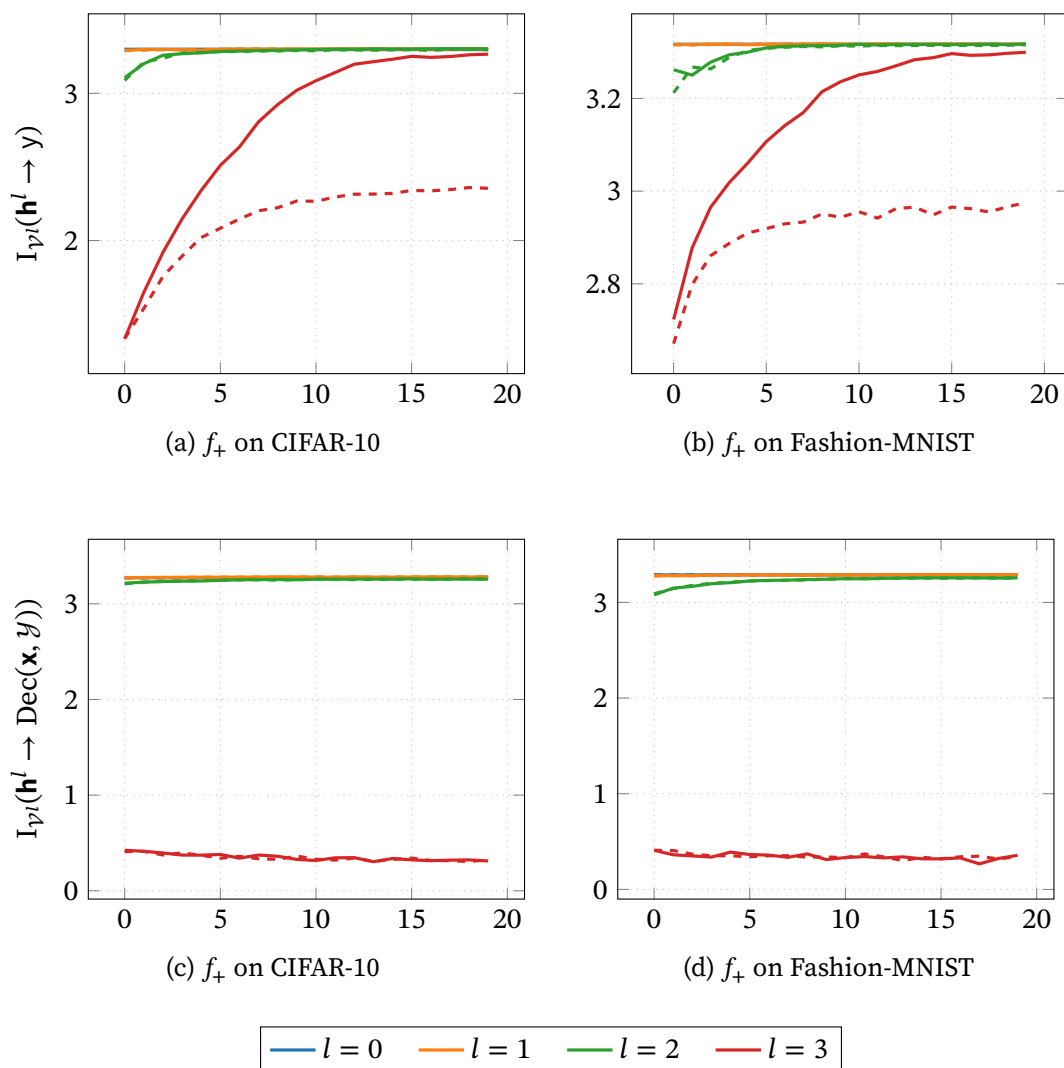 3
2
I_𝒱ˡ(𝐡ˡ → y)
0 5 10 15 20
(a) f₊ on CIFAR-10
3.2
3
2.8
0 5 10 15 20
(b) f₊ on Fashion-MNIST
3
2
1
0
I_𝒱ˡ(𝐡ˡ → Dec(𝐱, 𝒴))
0 5 10 15 20
(c) f₊ on CIFAR-10
3
2
1
0
0 5 10 15 20
(d) f₊ on Fashion-MNIST
l = 0 l = 1 l = 2 l = 3